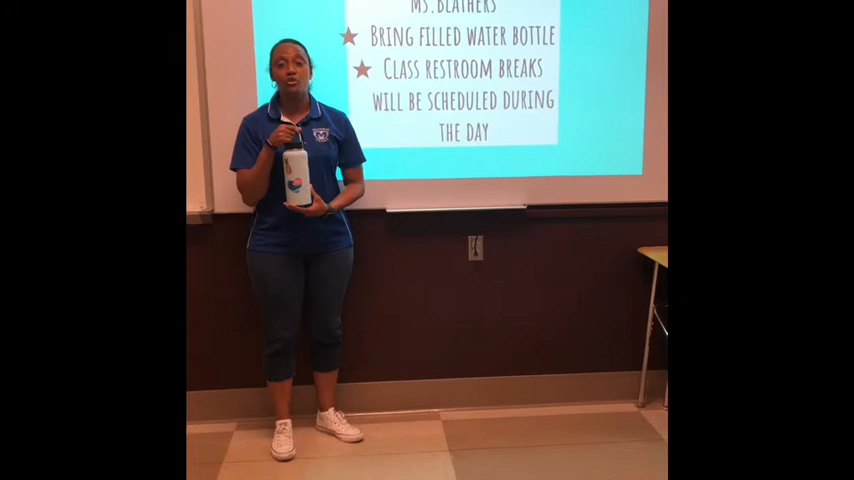 MS. BLATHERS
★ BRING FILLED WATER BOTTLE
★ CLASS RESTROOM BREAKS
WILL BE SCHEDULED DURING
THE DAY